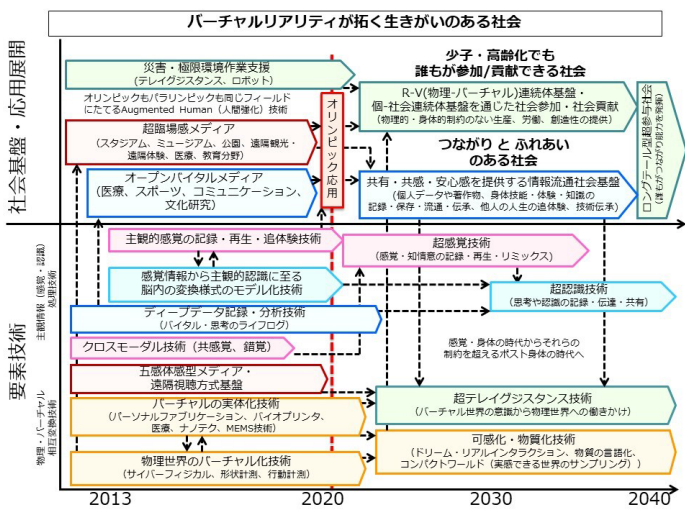 バーチャルリアリティが拓く生きがいのある社会
社会基盤・応用展開
災害・極限環境作業支援
(テレイグジスタンス、ロボット)
オリンピックもパラリンピックも同じフィールド
にたてるAugmented Human（人間強化）技術
超臨場感メディア
(スタジアム、ミュージアム、公園、遠隔観光・
遠隔体験、医療、教育分野)
オープンバイタルメディア
(医療、スポーツ、コミュニケーション、
文化研究)
オリンピック応用
少子・高齢化でも
誰もが参加/貢献できる社会
R-V(物理-バーチャル)連続体基盤・
個-社会連続体基盤を通じた社会参加・社会貢献
(物理的・身体的制約のない生産、労働、創造性の提供)
つながり と ふれあい
のある社会
共有・共感・安心感を提供する情報流通社会基盤
(個人データや著作物、身体技能・体験・知識の
記録・保存・流通・伝承、他人の人生の追体験、技術伝承)
ロングテール型超参与社会
(誰もがつながり能力を発揮)
要素技術
主観情報（感覚・認識）
処理技術
主観的感覚の記録・再生・追体験技術
超感覚技術
(感覚・知情意の記録・再生・リミックス)
感覚情報から主観的認識に至る
脳内の変換様式のモデル化技術
超認識技術
(思考や認識の記録・伝達・共有)
ディープデータ記録・分析技術
(バイタル・思考のライフログ)
クロスモーダル技術（共感覚、錯覚）
感覚・身体の時代からそれらの
制約を超えるポスト身体の時代へ
物理・バーチャル
相互変換技術
五感体感型メディア・
遠隔視聴方式基盤
バーチャルの実体化技術
(パーソナルファブリケーション、バイオプリンタ、
医療、ナノテク、MEMS技術)
超テレイグジスタンス技術
(バーチャル世界の意識から物理世界への働きかけ)
物理世界のバーチャル化技術
(サイバーフィジカル、形状計測、行動計測)
可感化・物質化技術
(ドリーム・リアルインタラクション、物質の言語化、
コンパクトワールド（実感できる世界のサンプリング）)
2013
2020
2030
2040